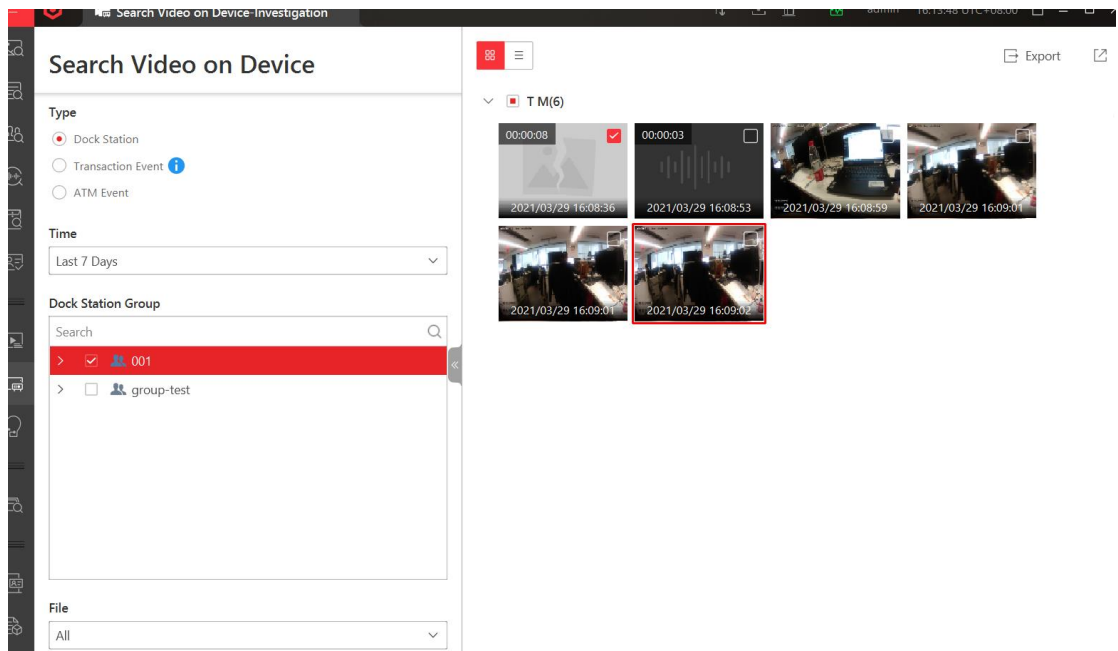 Search Video on Device-Investigation
admin 16:13:48 UTC+08:00
Search Video on Device
Type
Dock Station
Transaction Event
ATM Event
Time
Last 7 Days
Dock Station Group
Search
001
group-test
File
All
Export
T M(6)
00:00:08
2021/03/29 16:08:36
00:00:03
2021/03/29 16:08:53
2021/03/29 16:08:59
2021/03/29 16:09:01
2021/03/29 16:09:01
2021/03/29 16:09:02